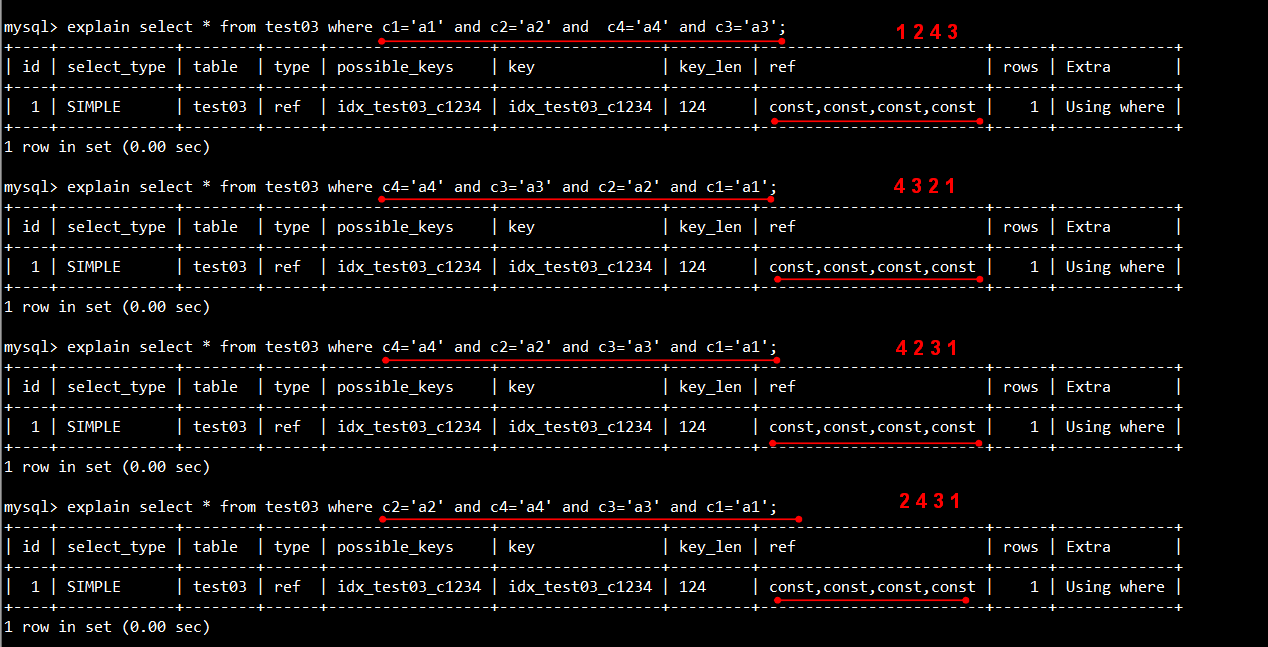 mysql> explain select * from test03 where c1='a1' and c2='a2' and  c4='a4' and c3='a3'; 1 2 4 3
+----+-------------+--------+------+------------------+------------------+---------+-------------------------+------+-------------+
| id | select_type | table  | type | possible_keys    | key              | key_len | ref                     | rows | Extra       |
+----+-------------+--------+------+------------------+------------------+---------+-------------------------+------+-------------+
|  1 | SIMPLE      | test03 | ref  | idx_test03_c1234 | idx_test03_c1234 | 124     | const,const,const,const |    1 | Using where |
+----+-------------+--------+------+------------------+------------------+---------+-------------------------+------+-------------+
1 row in set (0.00 sec)
mysql> explain select * from test03 where c4='a4' and c3='a3' and c2='a2' and c1='a1'; 4 3 2 1
+----+-------------+--------+------+------------------+------------------+---------+-------------------------+------+-------------+
| id | select_type | table  | type | possible_keys    | key              | key_len | ref                     | rows | Extra       |
+----+-------------+--------+------+------------------+------------------+---------+-------------------------+------+-------------+
|  1 | SIMPLE      | test03 | ref  | idx_test03_c1234 | idx_test03_c1234 | 124     | const,const,const,const |    1 | Using where |
+----+-------------+--------+------+------------------+------------------+---------+-------------------------+------+-------------+
1 row in set (0.00 sec)
mysql> explain select * from test03 where c4='a4' and c2='a2' and c3='a3' and c1='a1'; 4 2 3 1
+----+-------------+--------+------+------------------+------------------+---------+-------------------------+------+-------------+
| id | select_type | table  | type | possible_keys    | key              | key_len | ref                     | rows | Extra       |
+----+-------------+--------+------+------------------+------------------+---------+-------------------------+------+-------------+
|  1 | SIMPLE      | test03 | ref  | idx_test03_c1234 | idx_test03_c1234 | 124     | const,const,const,const |    1 | Using where |
+----+-------------+--------+------+------------------+------------------+---------+-------------------------+------+-------------+
1 row in set (0.00 sec)
mysql> explain select * from test03 where c2='a2' and c4='a4' and c3='a3' and c1='a1'; 2 4 3 1
+----+-------------+--------+------+------------------+------------------+---------+-------------------------+------+-------------+
| id | select_type | table  | type | possible_keys    | key              | key_len | ref                     | rows | Extra       |
+----+-------------+--------+------+------------------+------------------+---------+-------------------------+------+-------------+
|  1 | SIMPLE      | test03 | ref  | idx_test03_c1234 | idx_test03_c1234 | 124     | const,const,const,const |    1 | Using where |
+----+-------------+--------+------+------------------+------------------+---------+-------------------------+------+-------------+
1 row in set (0.00 sec)